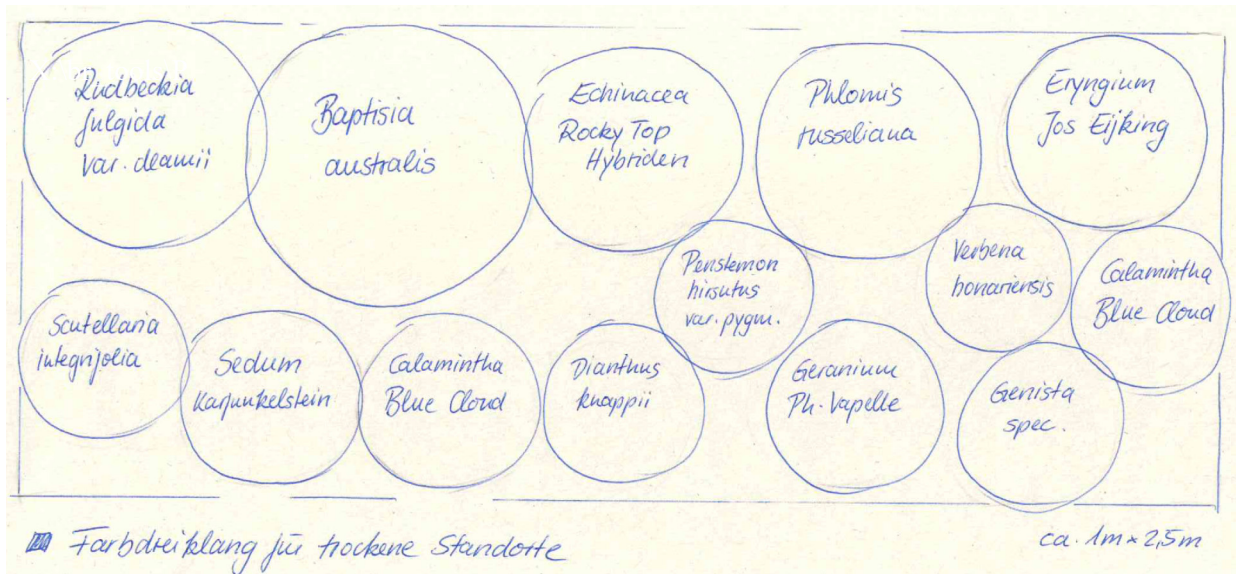 Rudbeckia
fulgida
var. deamii
Baptisia
australis
Echinacea
Rocky Top
Hybriden
Phlomis
russeliana
Eryngium
Jos Eijking
Penstemon
hirsutus
var. pygm.
Verbena
bonariensis
Calamintha
Blue Cloud
Scutellaria
integrifolia
Sedum
Karfunkelstein
Calamintha
Blue Cloud
Dianthus
knappii
Geranium
Ph. Vapelle
Genista
spec.
Farbdreiklang für trockene Standorte
ca. 1m × 2,5m